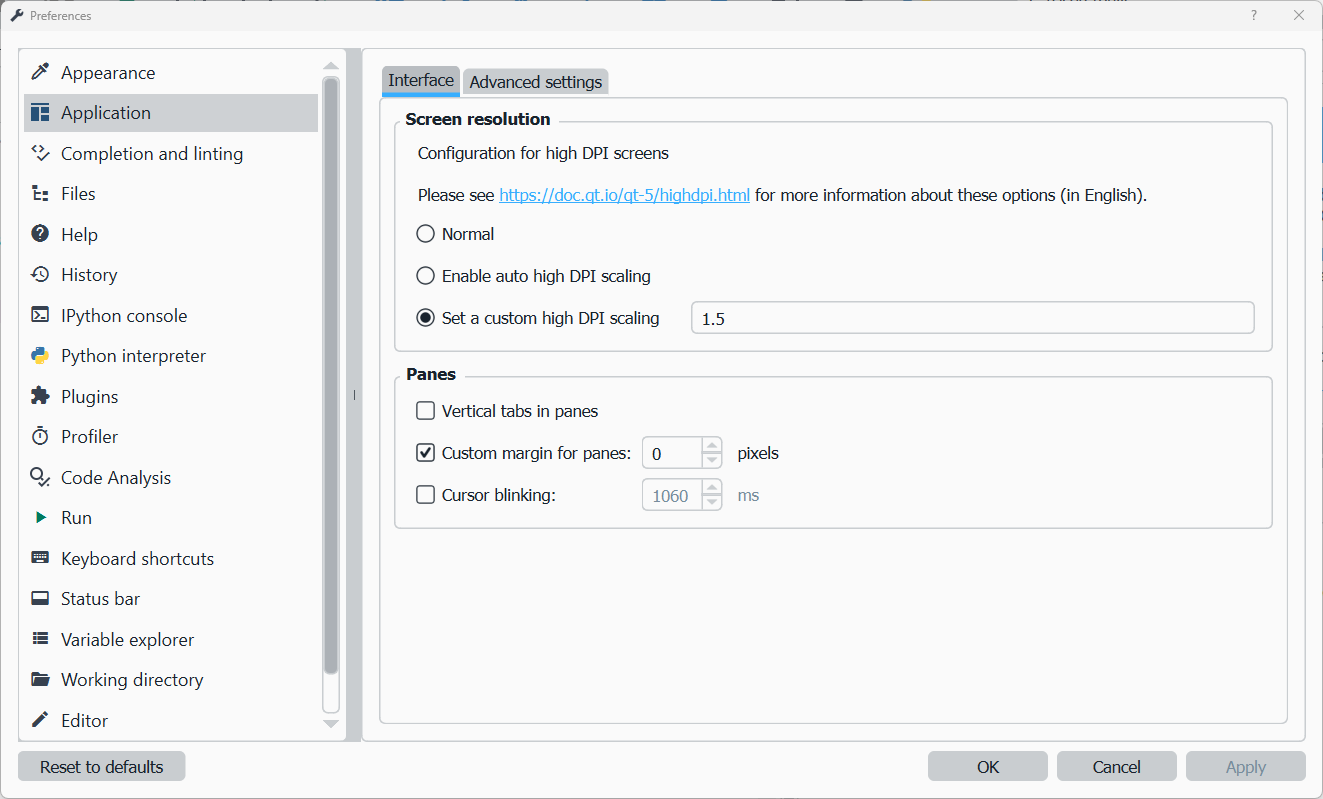 Preferences
?
Appearance
Application
Completion and linting
Files
Help
History
IPython console
Python interpreter
Plugins
Profiler
Code Analysis
Run
Keyboard shortcuts
Status bar
Variable explorer
Working directory
Editor
Interface
Advanced settings
Screen resolution
Configuration for high DPI screens
Please see https://doc.qt.io/qt-5/highdpi.html for more information about these options (in English).
Normal
Enable auto high DPI scaling
Set a custom high DPI scaling 1.5
Panes
Vertical tabs in panes
Custom margin for panes: 0 pixels
Cursor blinking: 1060 ms
Reset to defaults
OK
Cancel
Apply